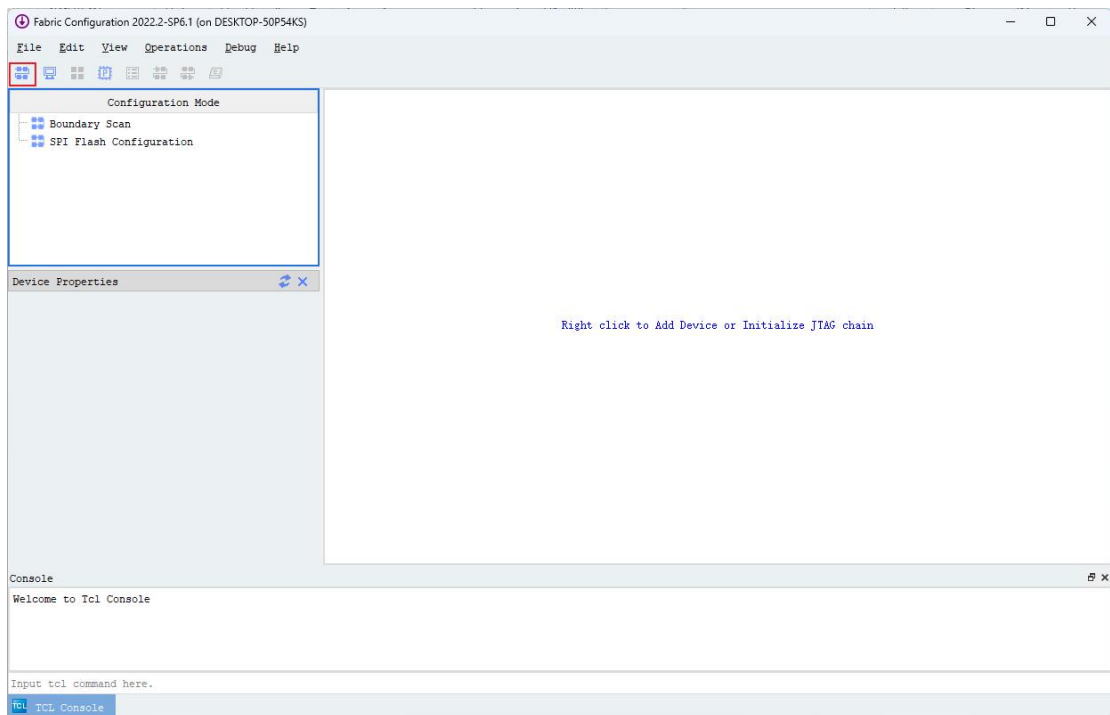 Fabric Configuration 2022.2-SP6.1 (on DESKTOP-50P54KS)
File Edit View Operations Debug Help
Configuration Mode
Boundary Scan
SPI Flash Configuration
Device Properties
Right click to Add Device or Initialize JTAG chain
Console
Welcome to Tcl Console
Input tcl command here.
TCL TCL Console